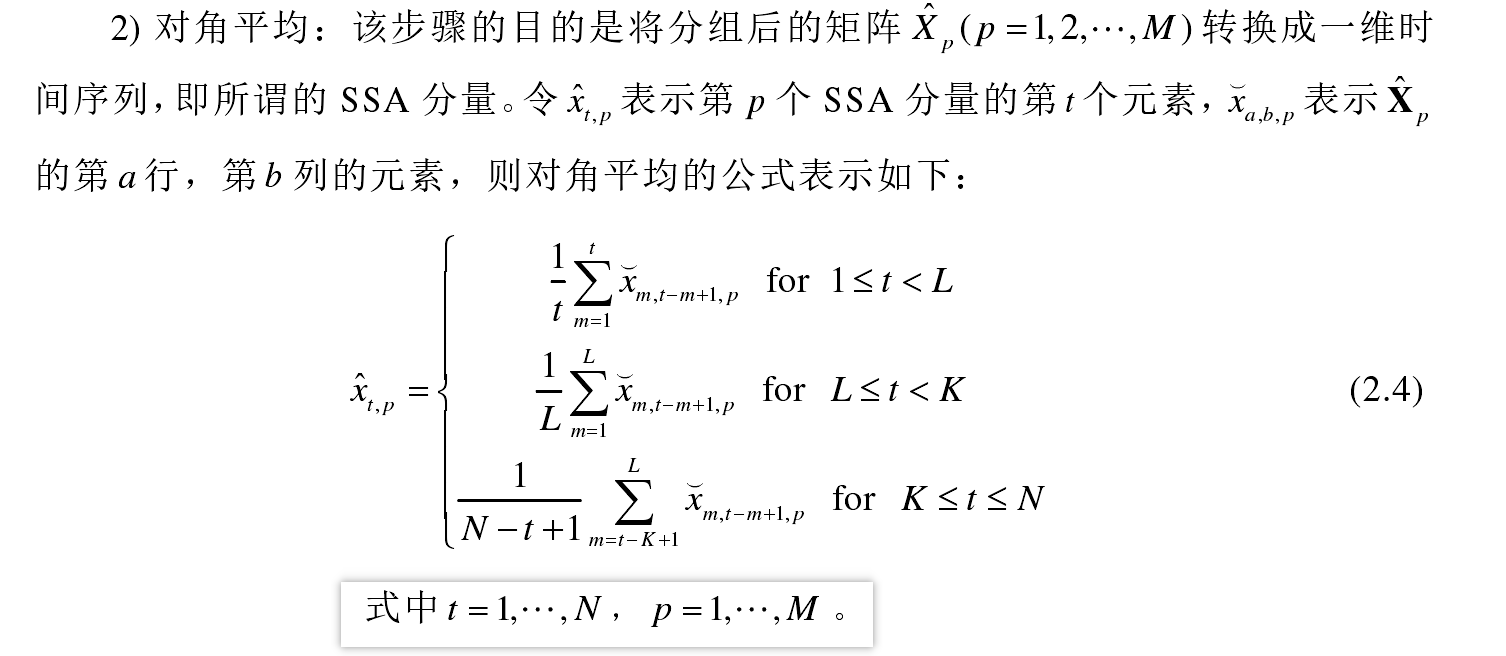 2) 对角平均：该步骤的目的是将分组后的矩阵 $\hat{X}_p(p=1,2,\cdots,M)$ 转换成一维时
间序列，即所谓的 SSA 分量。令 $\hat{x}_{t,p}$ 表示第 $p$ 个 SSA 分量的第 $t$ 个元素，$\breve{x}_{a,b,p}$ 表示 $\hat{\mathbf{X}}_p$
的第 $a$ 行，第 $b$ 列的元素，则对角平均的公式表示如下：
$\hat{x}_{t,p}=\begin{cases}\frac{1}{t}\sum_{m=1}^{t}\breve{x}_{m,t-m+1,p} & \text{for } 1\le t<L\\ \frac{1}{L}\sum_{m=1}^{L}\breve{x}_{m,t-m+1,p} & \text{for } L\le t<K\\ \frac{1}{N-t+1}\sum_{m=t-K+1}^{L}\breve{x}_{m,t-m+1,p} & \text{for } K\le t\le N\end{cases}$ (2.4)
式中 $t=1,\cdots,N$，$p=1,\cdots,M$。